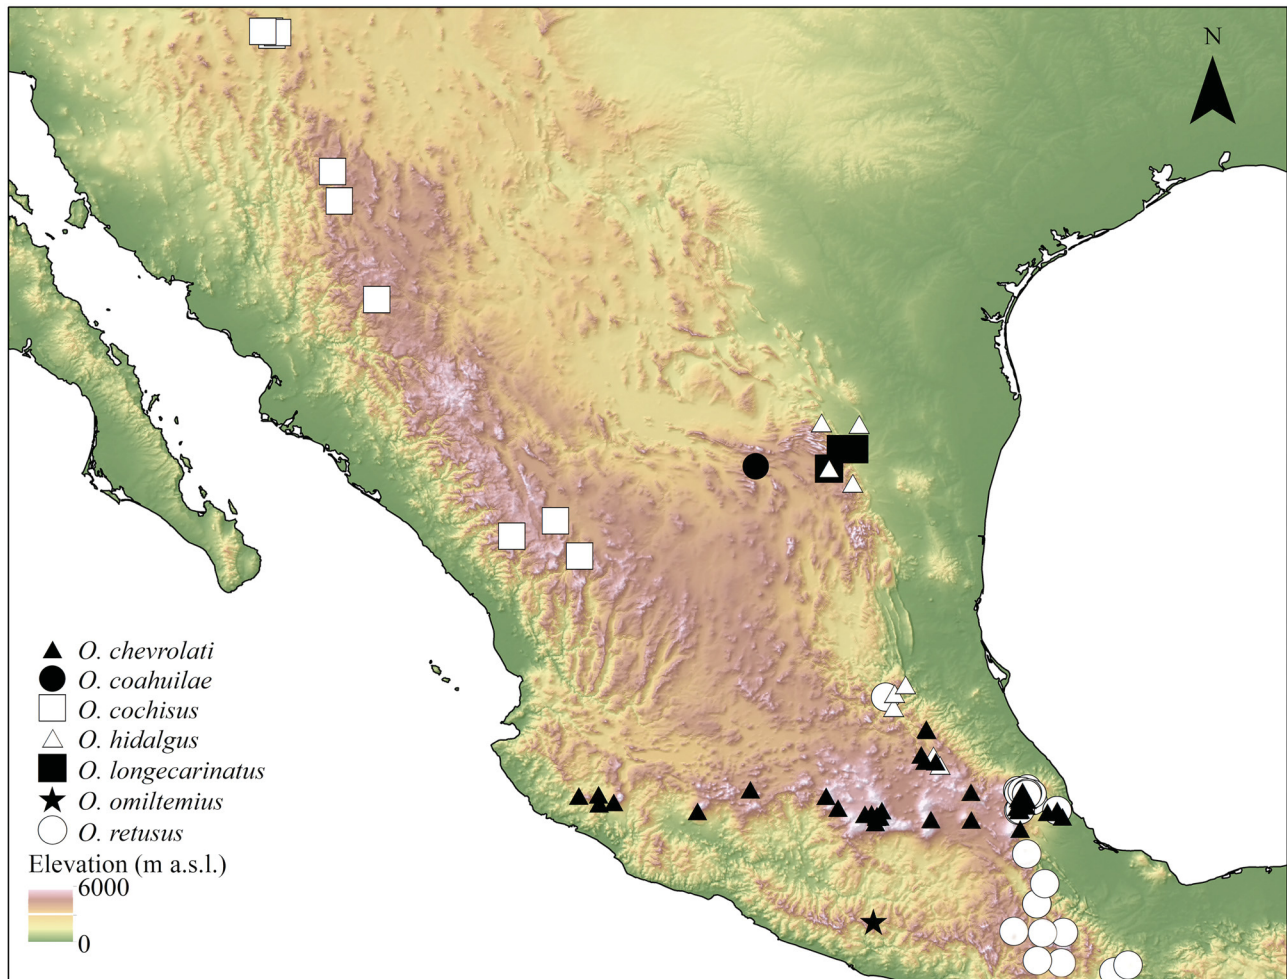 N
O. chevrolati
O. coahuilae
O. cochisus
O. hidalgus
O. longecarinatus
O. omiltemius
O. retusus
Elevation (m a.s.l.)
6000
0